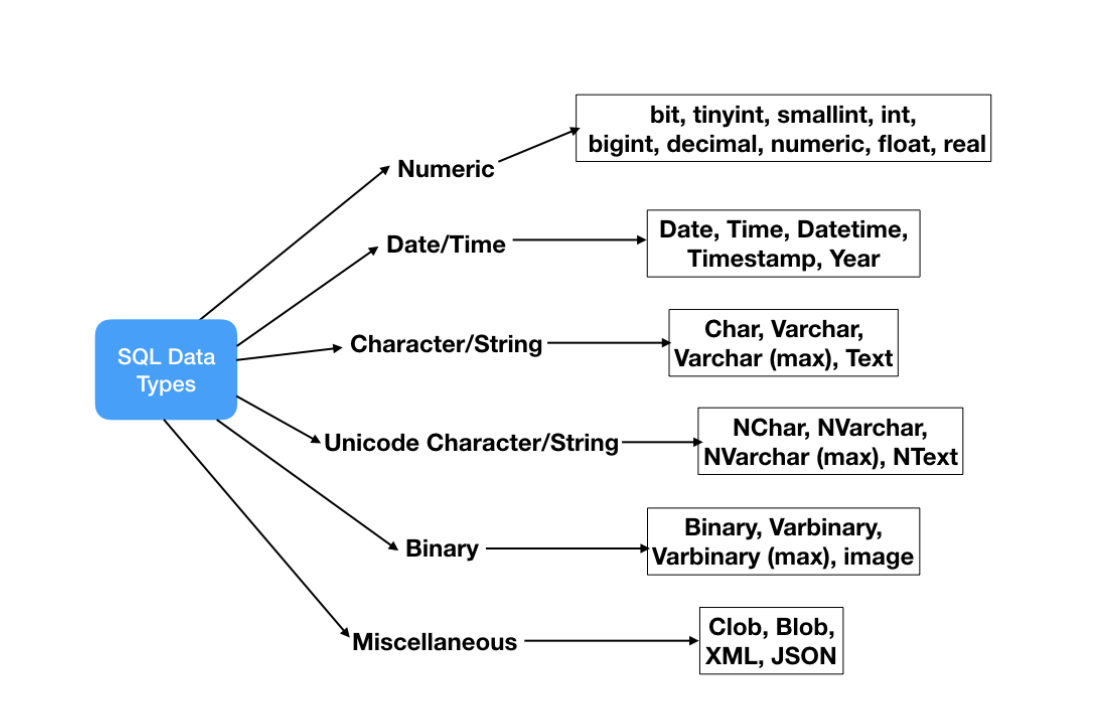 SQL Data
Types
Numeric
bit, tinyint, smallint, int,
bigint, decimal, numeric, float, real
Date/Time
Date, Time, Datetime,
Timestamp, Year
Character/String
Char, Varchar,
Varchar (max), Text
Unicode Character/String
NChar, NVarchar,
NVarchar (max), NText
Binary
Binary, Varbinary,
Varbinary (max), image
Miscellaneous
Clob, Blob,
XML, JSON